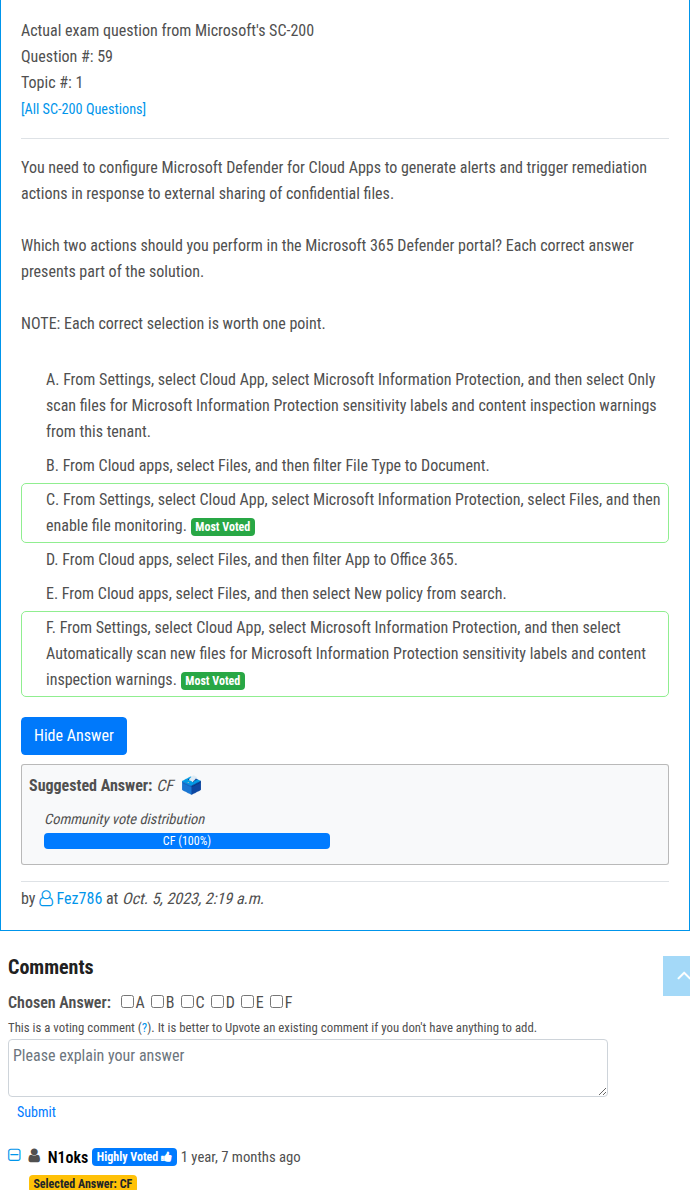 Actual exam question from Microsoft's SC-200
Question #: 59
Topic #: 1
[All SC-200 Questions]
You need to configure Microsoft Defender for Cloud Apps to generate alerts and trigger remediation
actions in response to external sharing of confidential files.
Which two actions should you perform in the Microsoft 365 Defender portal? Each correct answer
presents part of the solution.
NOTE: Each correct selection is worth one point.
A. From Settings, select Cloud App, select Microsoft Information Protection, and then select Only
scan files for Microsoft Information Protection sensitivity labels and content inspection warnings
from this tenant.
B. From Cloud apps, select Files, and then filter File Type to Document.
C. From Settings, select Cloud App, select Microsoft Information Protection, select Files, and then
enable file monitoring. Most Voted
D. From Cloud apps, select Files, and then filter App to Office 365.
E. From Cloud apps, select Files, and then select New policy from search.
F. From Settings, select Cloud App, select Microsoft Information Protection, and then select
Automatically scan new files for Microsoft Information Protection sensitivity labels and content
inspection warnings. Most Voted
Hide Answer
Suggested Answer: CF
Community vote distribution
CF (100%)
by Fez786 at Oct. 5, 2023, 2:19 a.m.
Comments
Chosen Answer: A B C D E F
This is a voting comment (?). It is better to Upvote an existing comment if you don't have anything to add.
Please explain your answer
Submit
N1oks Highly Voted 1 year, 7 months ago
Selected Answer: CF